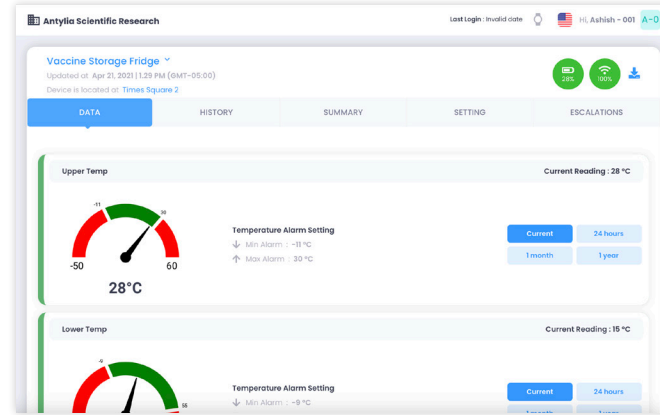 Antylia Scientific Research
Last Login : Invalid date
Hi, Ashish - 001
A-0
Vaccine Storage Fridge
Updated at Apr 21, 2021 | 1:29 PM (GMT-05:00)
Device is located at Times Square 2
28%
100%
DATA HISTORY SUMMARY SETTING ESCALATIONS
Upper Temp Current Reading : 28 °C
-11
30
-50
60
28°C
Temperature Alarm Setting
Min Alarm : -11 °C
Max Alarm : 30 °C
Current 24 hours
1 month 1 year
Lower Temp Current Reading : 15 °C
-9
55
Temperature Alarm Setting
Min Alarm : -9 °C
Current 24 hours
1 month 1 year